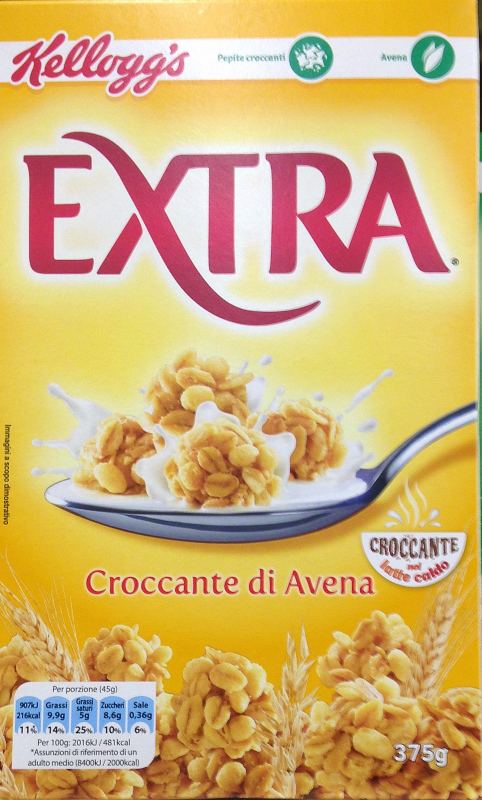 Kellogg's
Pepite croccanti
Avena
EXTRA®
Immagini a scopo dimostrativo
CROCCANTE
nel
latte caldo
Croccante di Avena
Per porzione (45g)
907kJ Grassi Grassi saturi Zuccheri Sale
216kcal 9,9g 5g 8,6g 0,36g
11% 14% 25% 10% 6%
Per 100g: 2016kJ / 481kcal
*Assunzioni di riferimento di un
adulto medio (8400kJ / 2000kcal)
375g